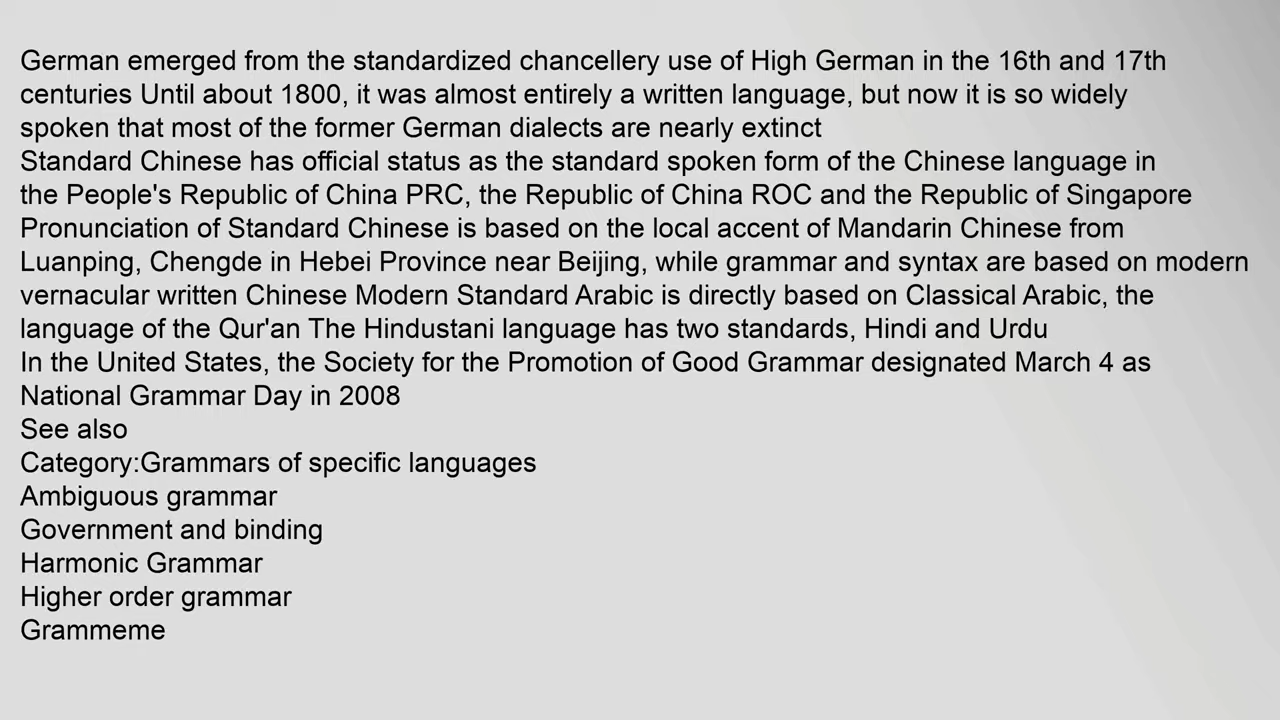 German emerged from the standardized chancellery use of High German in the 16th and 17th
centuries Until about 1800, it was almost entirely a written language, but now it is so widely
spoken that most of the former German dialects are nearly extinct
Standard Chinese has official status as the standard spoken form of the Chinese language in
the People's Republic of China PRC, the Republic of China ROC and the Republic of Singapore
Pronunciation of Standard Chinese is based on the local accent of Mandarin Chinese from
Luanping, Chengde in Hebei Province near Beijing, while grammar and syntax are based on modern
vernacular written Chinese Modern Standard Arabic is directly based on Classical Arabic, the
language of the Qur'an The Hindustani language has two standards, Hindi and Urdu
In the United States, the Society for the Promotion of Good Grammar designated March 4 as
National Grammar Day in 2008
See also
Category:Grammars of specific languages
Ambiguous grammar
Government and binding
Harmonic Grammar
Higher order grammar
Grammeme